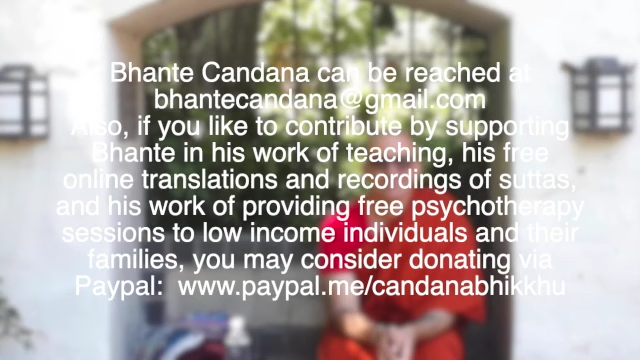 Bhante Candana can be reached at
bhantecandana@gmail.com
Also, if you like to contribute by supporting
Bhante in his work of teaching, his free
online translations and recordings of suttas,
and his work of providing free psychotherapy
sessions to low income individuals and their
families, you may consider donating via
Paypal:  www.paypal.me/candanabhikkhu